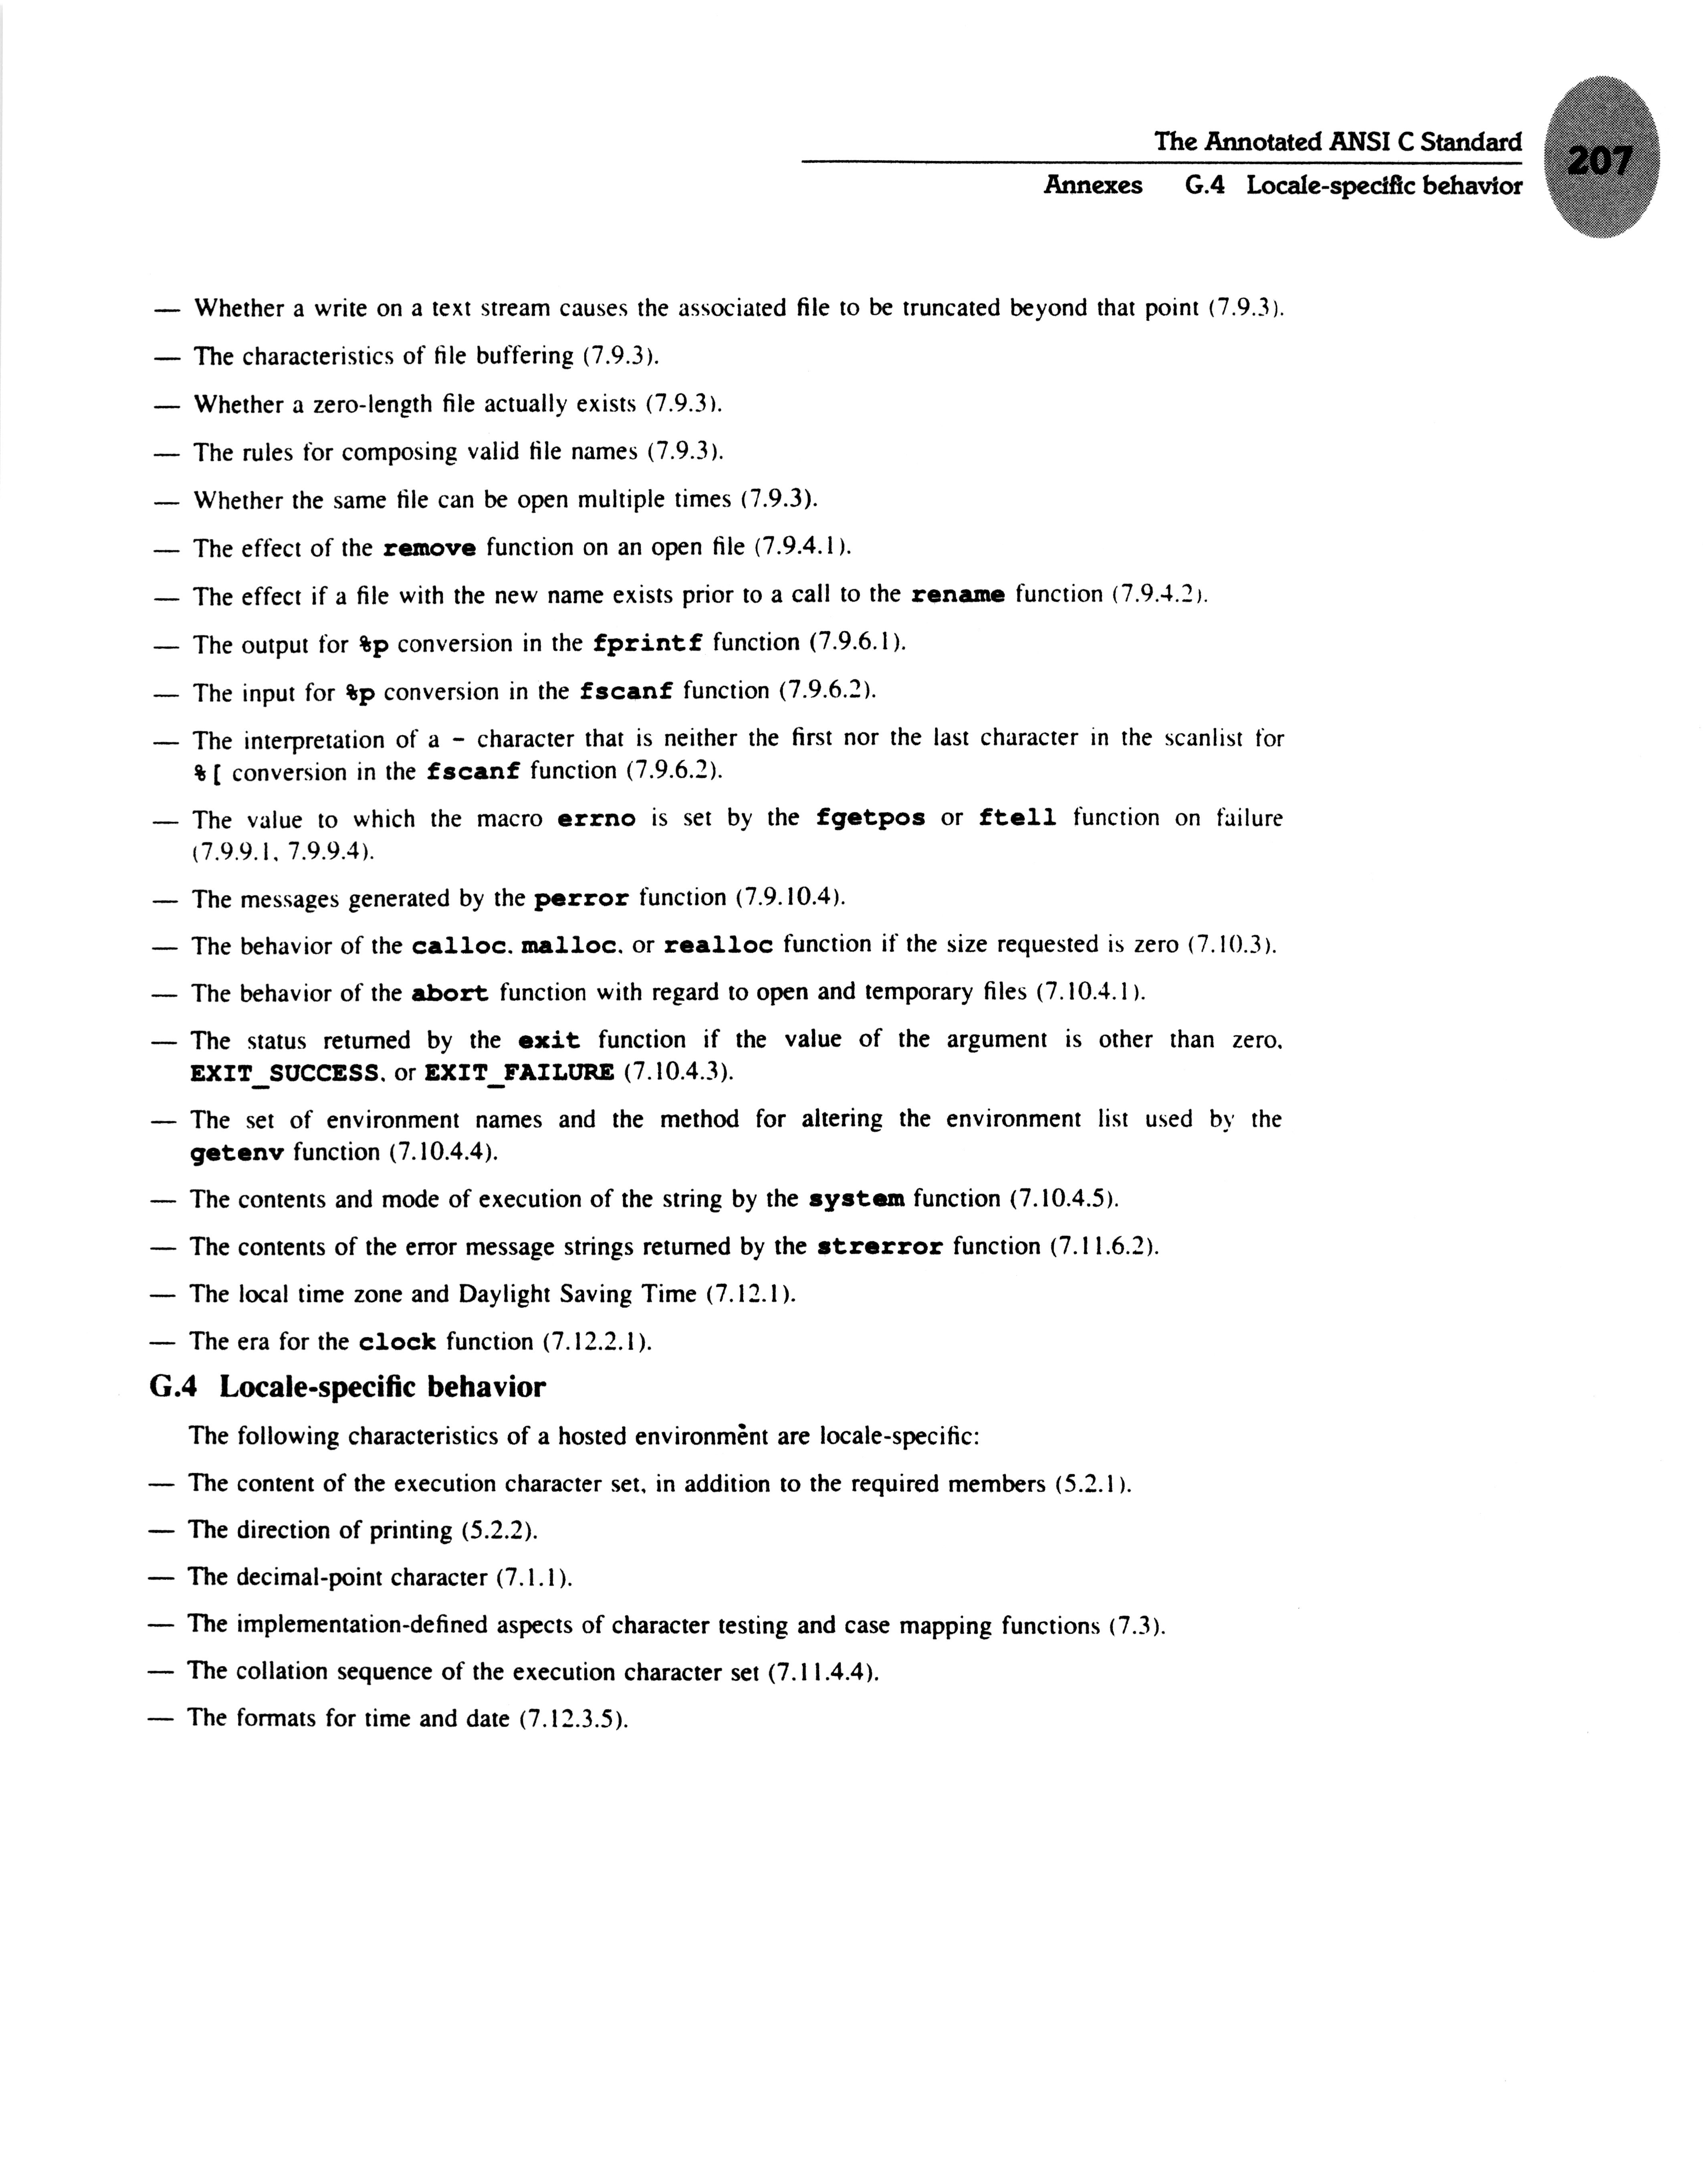 The Annotated ANSI C Standard
207
Annexes G.4 Locale-specific behavior
— Whether a write on a text stream causes the associated file to be truncated beyond that point (7.9.3).
— The characteristics of file buffering (7.9.3).
— Whether a zero-length file actually exists (7.9.3).
— The rules for composing valid file names (7.9.3).
— Whether the same file can be open multiple times (7.9.3).
— The effect of the remove function on an open file (7.9.4.1).
— The effect if a file with the new name exists prior to a call to the rename function (7.9.4.2).
— The output for %p conversion in the fprintf function (7.9.6.1).
— The input for %p conversion in the fscanf function (7.9.6.2).
— The interpretation of a - character that is neither the first nor the last character in the scanlist for
%[ conversion in the fscanf function (7.9.6.2).
— The value to which the macro errno is set by the fgetpos or ftell function on failure
(7.9.9.1, 7.9.9.4).
— The messages generated by the perror function (7.9.10.4).
— The behavior of the calloc, malloc, or realloc function if the size requested is zero (7.10.3).
— The behavior of the abort function with regard to open and temporary files (7.10.4.1).
— The status returned by the exit function if the value of the argument is other than zero,
EXIT_SUCCESS, or EXIT_FAILURE (7.10.4.3).
— The set of environment names and the method for altering the environment list used by the
getenv function (7.10.4.4).
— The contents and mode of execution of the string by the system function (7.10.4.5).
— The contents of the error message strings returned by the strerror function (7.11.6.2).
— The local time zone and Daylight Saving Time (7.12.1).
— The era for the clock function (7.12.2.1).
G.4 Locale-specific behavior
The following characteristics of a hosted environment are locale-specific:
— The content of the execution character set, in addition to the required members (5.2.1).
— The direction of printing (5.2.2).
— The decimal-point character (7.1.1).
— The implementation-defined aspects of character testing and case mapping functions (7.3).
— The collation sequence of the execution character set (7.11.4.4).
— The formats for time and date (7.12.3.5).